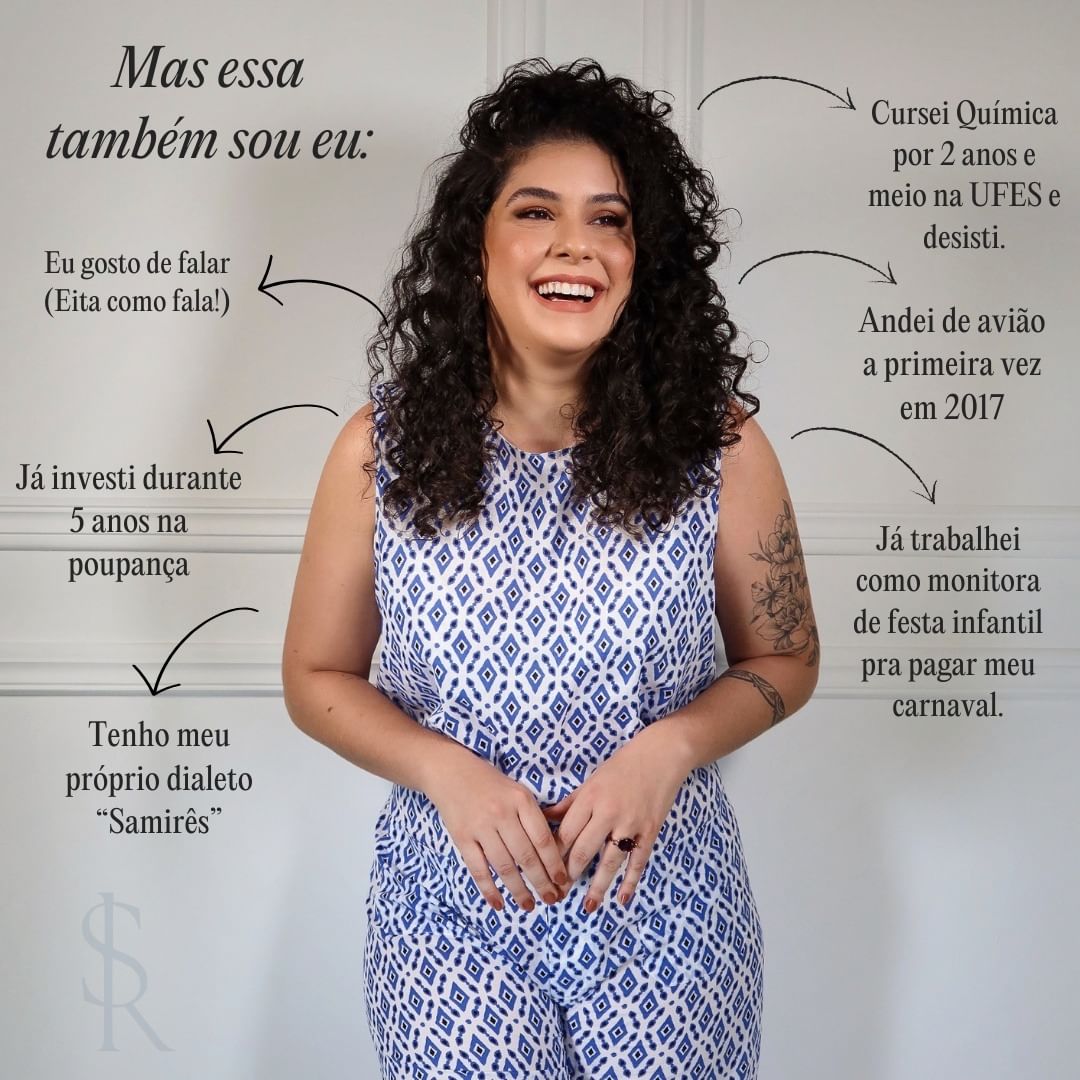 Mas essa
também sou eu:
Eu gosto de falar
(Eita como fala!)
Já investi durante
5 anos na
poupança
Tenho meu
próprio dialeto
“Samirês”
Cursei Química
por 2 anos e
meio na UFES e
desisti.
Andei de avião
a primeira vez
em 2017
Já trabalhei
como monitora
de festa infantil
pra pagar meu
carnaval.
SR